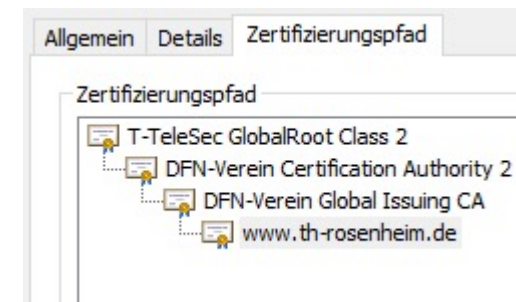 Allgemein Details Zertifizierungspfad
Zertifizierungspfad
T-TeleSec GlobalRoot Class 2
DFN-Verein Certification Authority 2
DFN-Verein Global Issuing CA
www.th-rosenheim.de